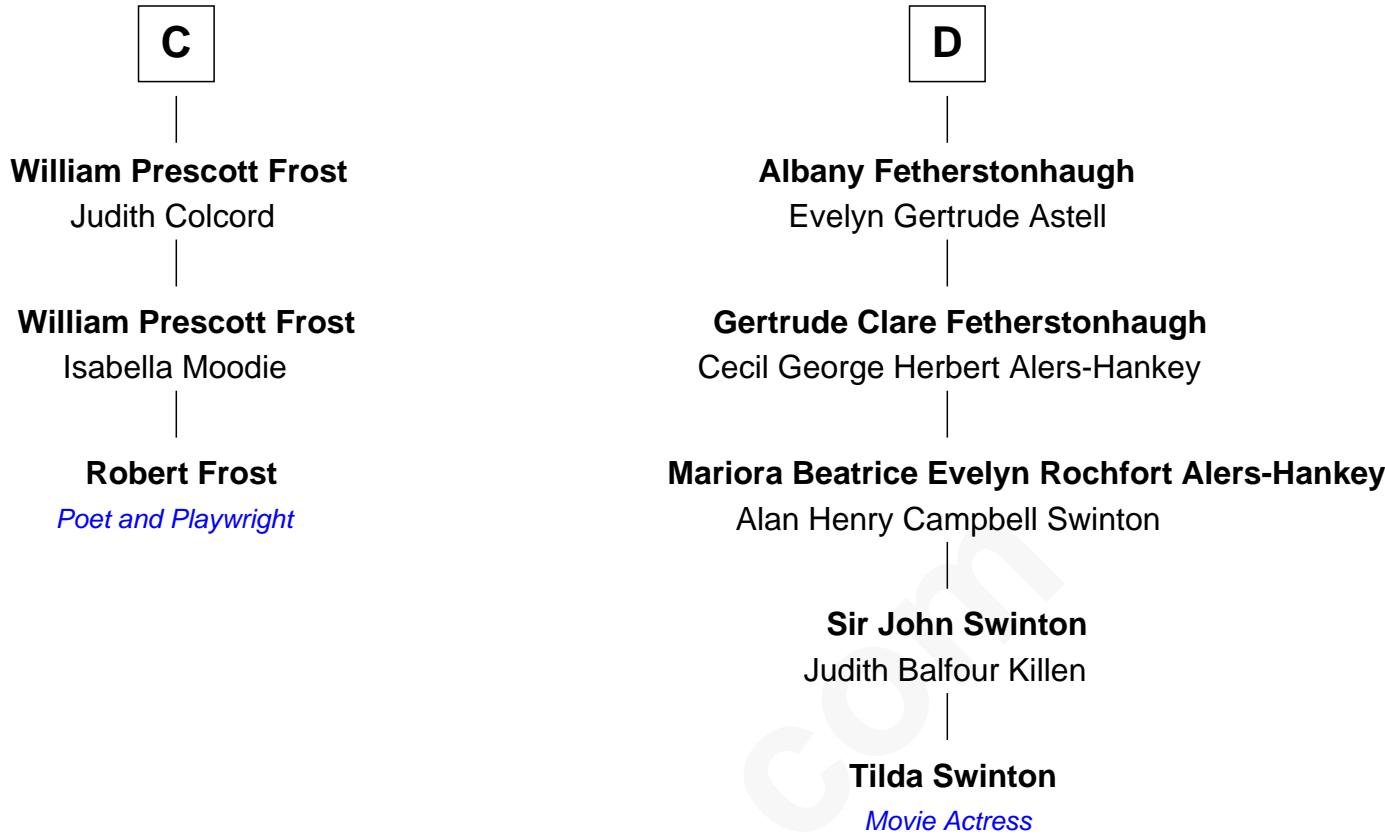 C
William Prescott Frost
Judith Colcord
William Prescott Frost
Isabella Moodie
Robert Frost
Poet and Playwright
D
Albany Fetherstonhaugh
Evelyn Gertrude Astell
Gertrude Clare Fetherstonhaugh
Cecil George Herbert Alers-Hankey
Mariora Beatrice Evelyn Rochfort Alers-Hankey
Alan Henry Campbell Swinton
Sir John Swinton
Judith Balfour Killen
Tilda Swinton
Movie Actress
com